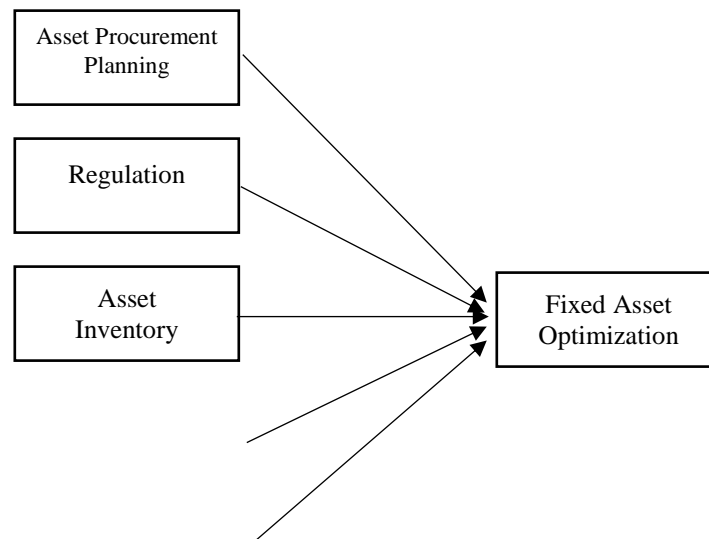 Asset Procurement
Planning
Regulation
Asset
Inventory
Fixed Asset
Optimization